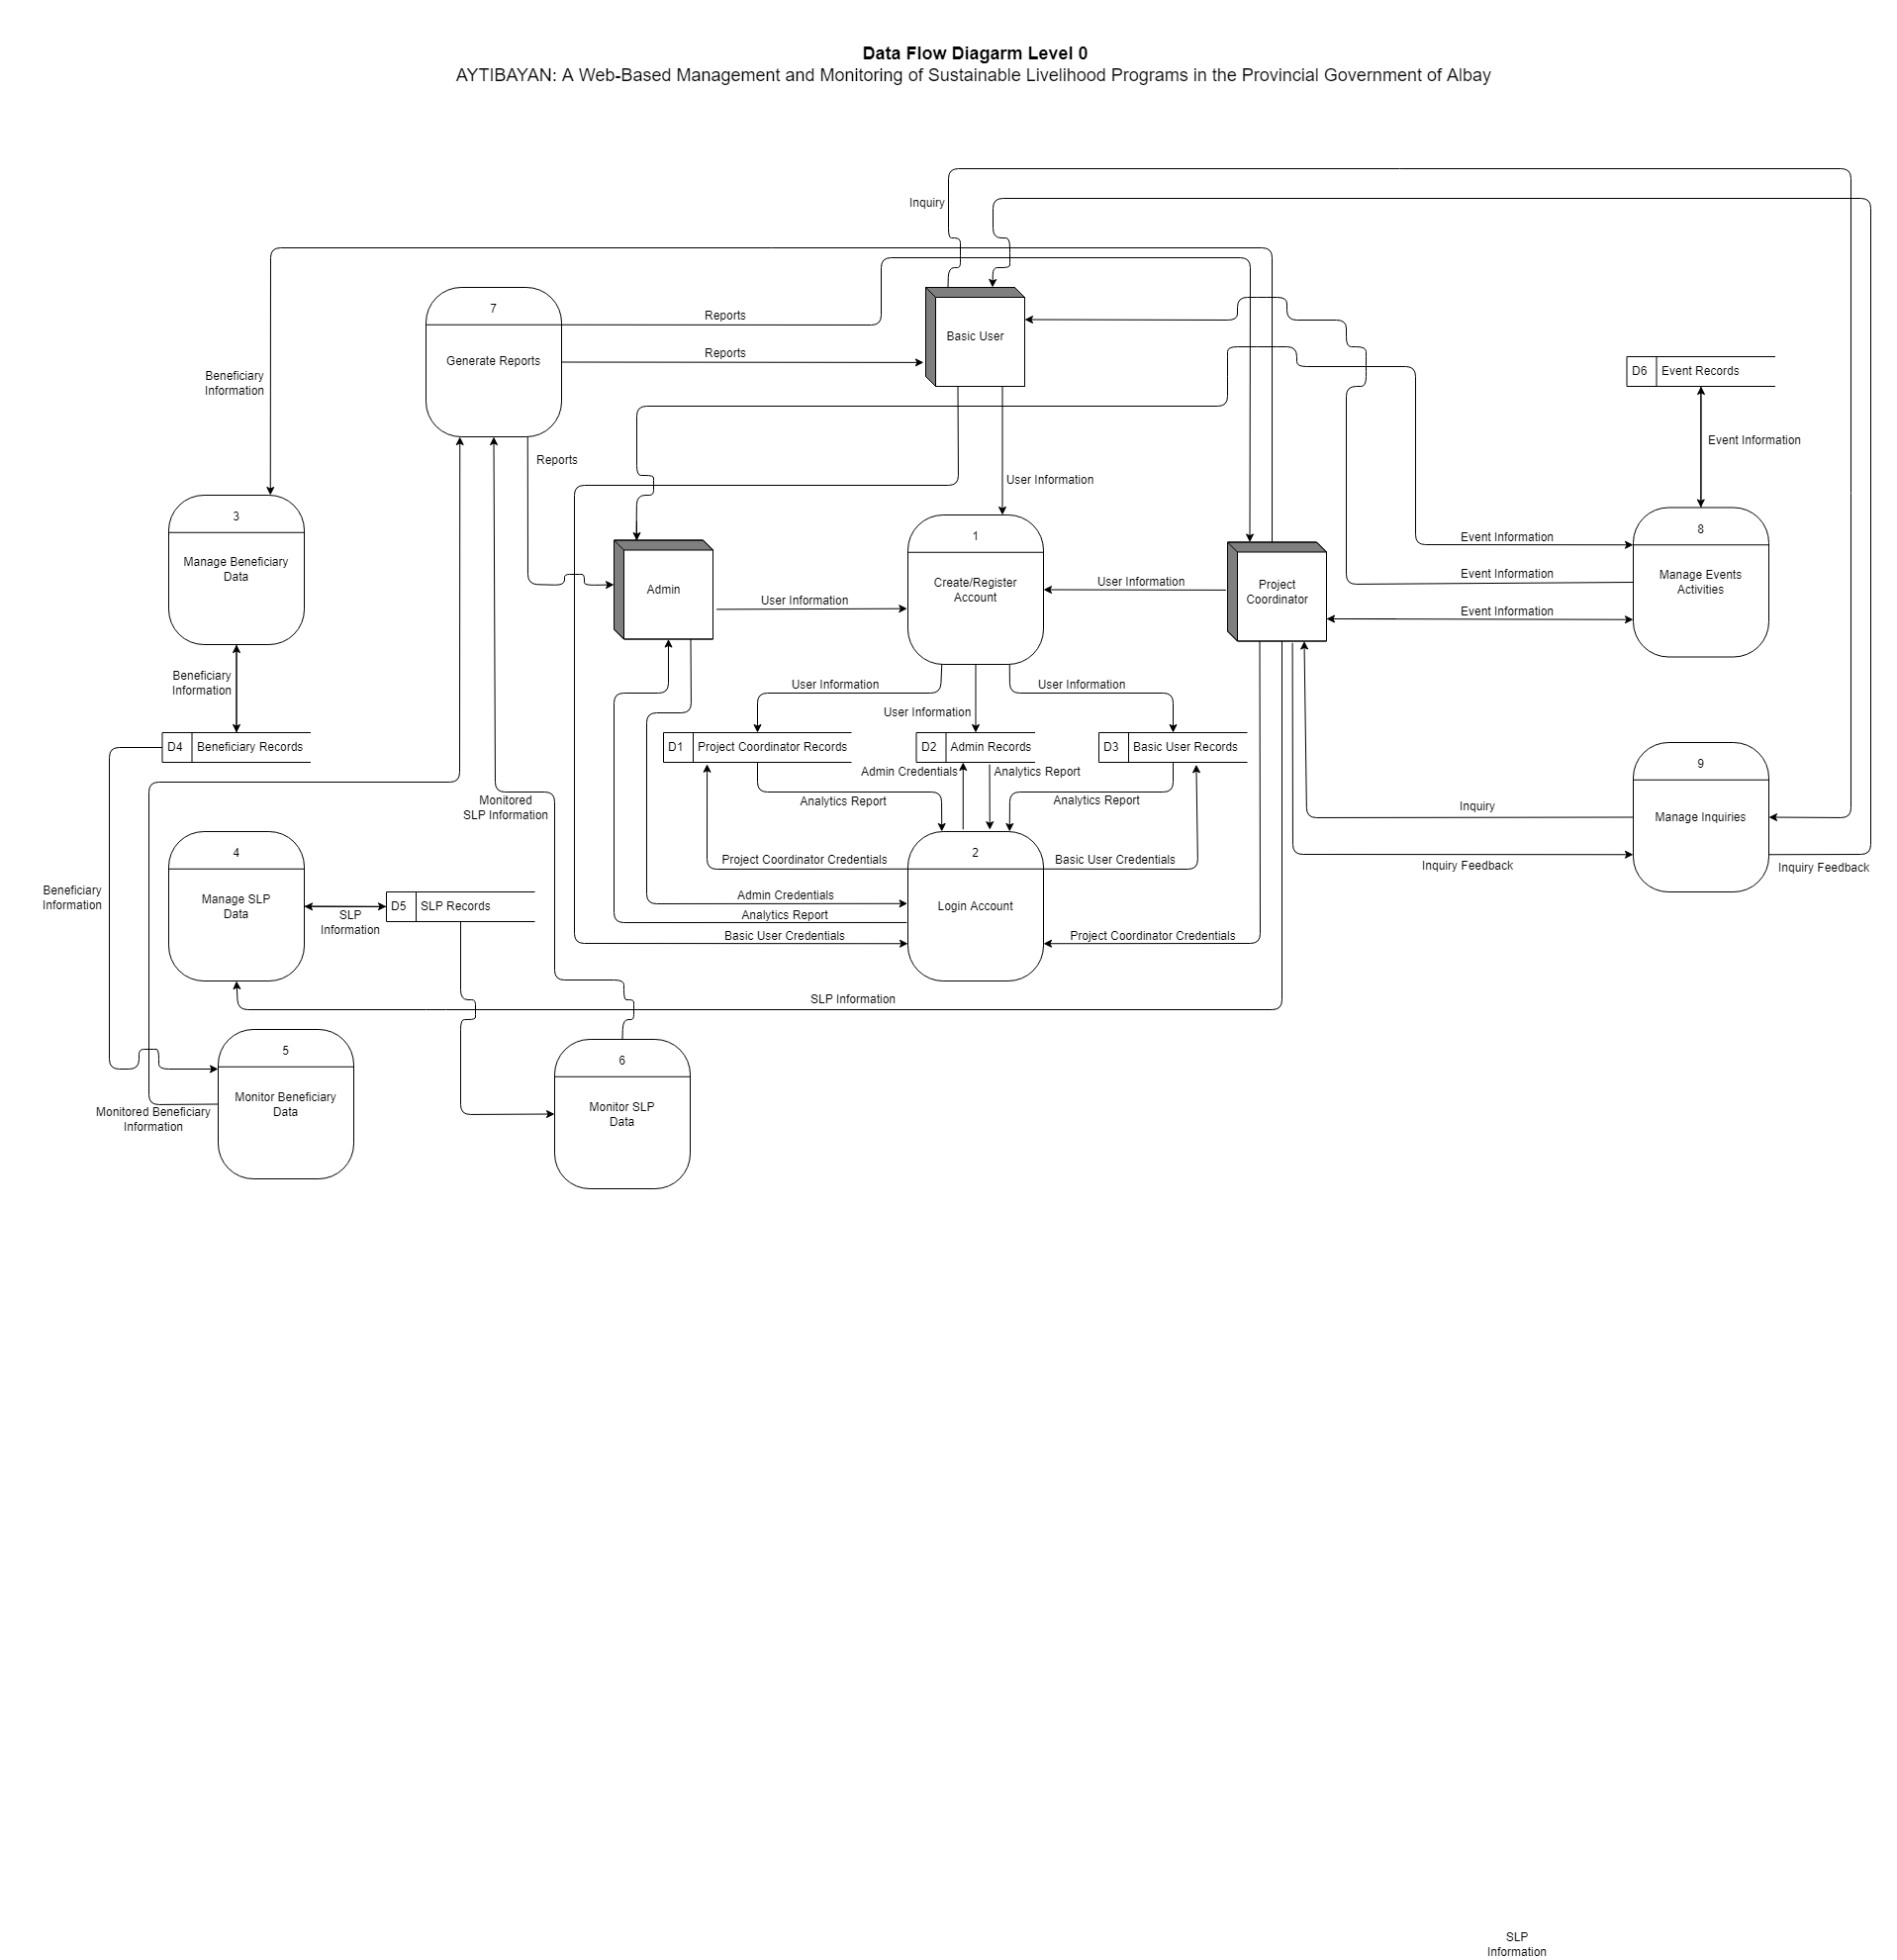 Data Flow Diagarm Level 0
AYTIBAYAN: A Web-Based Management and Monitoring of Sustainable Livelihood Programs in the Provincial Government of Albay
Inquiry
7
Generate Reports
Reports
Reports
Basic User
Beneficiary
Information
D6
Event Records
Event Information
Reports
User Information
3
Manage Beneficiary
Data
Admin
User Information
1
Create/Register
Account
User Information
Project
Coordinator
Event Information
Event Information
Event Information
8
Manage Events
Activities
Beneficiary
Information
User Information
User Information
User Information
D4
Beneficiary Records
D1
Project Coordinator Records
D2
Admin Records
D3
Basic User Records
Admin Credentials
Analytics Report
Analytics Report
Analytics Report
Monitored
SLP Information
Inquiry
9
Manage Inquiries
Inquiry Feedback
Inquiry Feedback
4
Manage SLP
Data
Beneficiary
Information
SLP
Information
D5
SLP Records
Project Coordinator Credentials
Basic User Credentials
2
Login Account
Admin Credentials
Analytics Report
Basic User Credentials
Project Coordinator Credentials
SLP Information
5
Monitor Beneficiary
Data
Monitored Beneficiary
Information
6
Monitor SLP
Data
SLP
Information